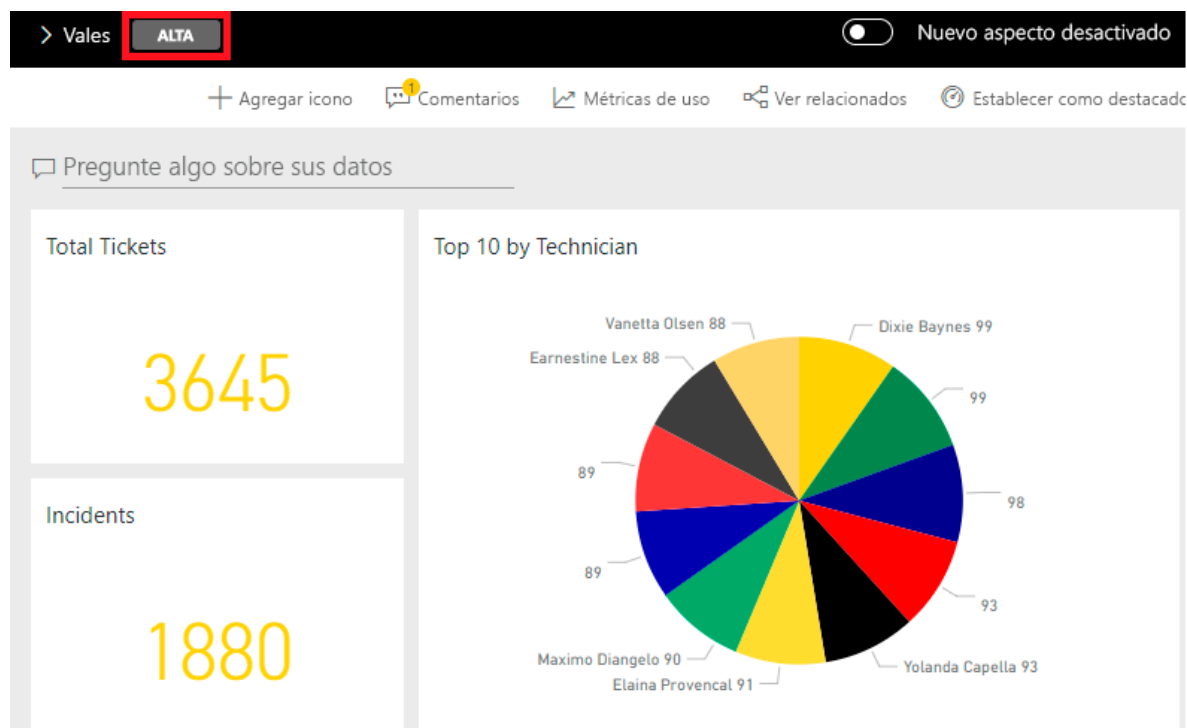 Vales ALTA Nuevo aspecto desactivado
Agregar icono 1 Comentarios Métricas de uso Ver relacionados Establecer como destacado
Pregunte algo sobre sus datos
Total Tickets
3645
Incidents
1880
Top 10 by Technician
Vanetta Olsen 88
Dixie Baynes 99
Earnestine Lex 88
99
89
98
89
93
Maximo Diangelo 90
Yolanda Capella 93
Elaina Provencal 91